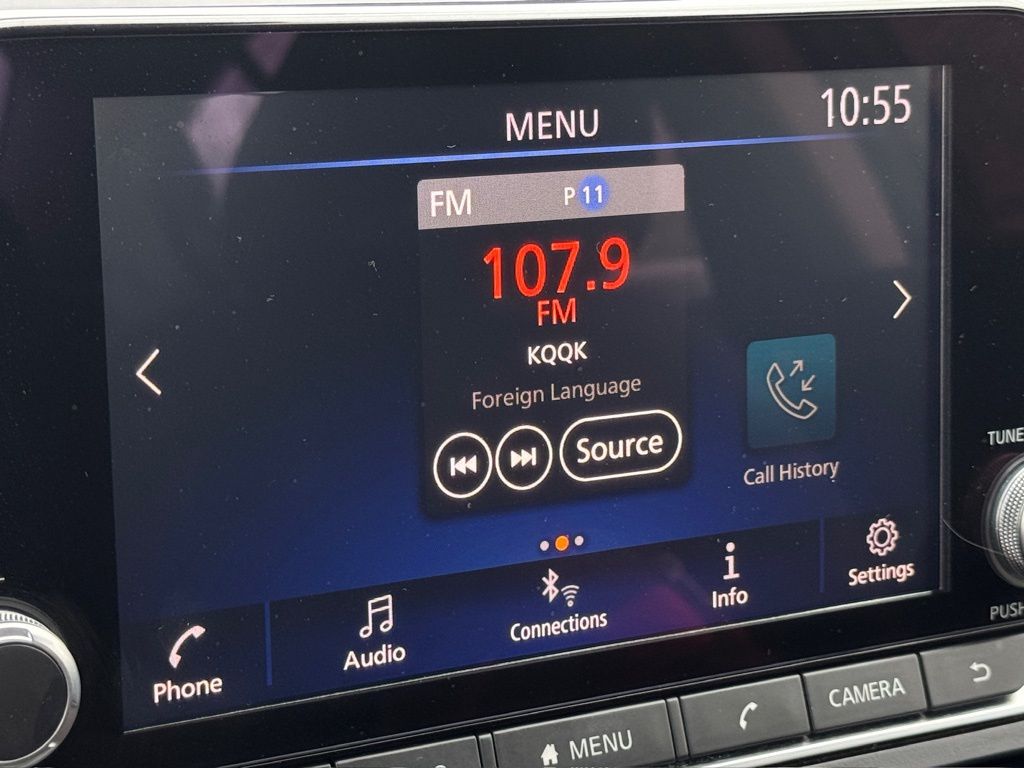 MENU
10:55
FM
P 11
107.9
FM
KQQK
Foreign Language
Source
Call History
Phone
Audio
Connections
Info
Settings
TUNE
PUSH
MENU
CAMERA